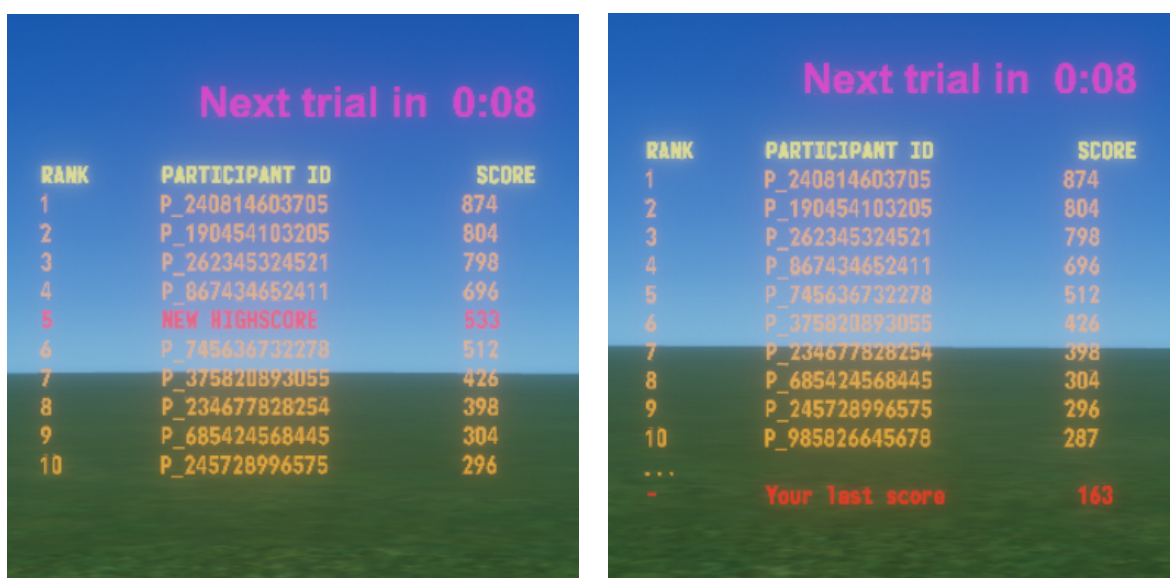 Next trial in 0:08
RANK PARTICIPANT ID SCORE
1 P_240814603705 874
2 P_190454103205 804
3 P_262345324521 798
4 P_867434652411 696
5 NEW HIGHSCORE 533
6 P_745636732278 512
7 P_375820893055 426
8 P_234677828254 398
9 P_685424568445 304
10 P_245728996575 296
Next trial in 0:08
RANK PARTICIPANT ID SCORE
1 P_240814603705 874
2 P_190454103205 804
3 P_262345324521 798
4 P_867434652411 696
5 P_745636732278 512
6 P_375820893055 426
7 P_234677828254 398
8 P_685424568445 304
9 P_245728996575 296
10 P_985826645678 287
...
- Your last score 163